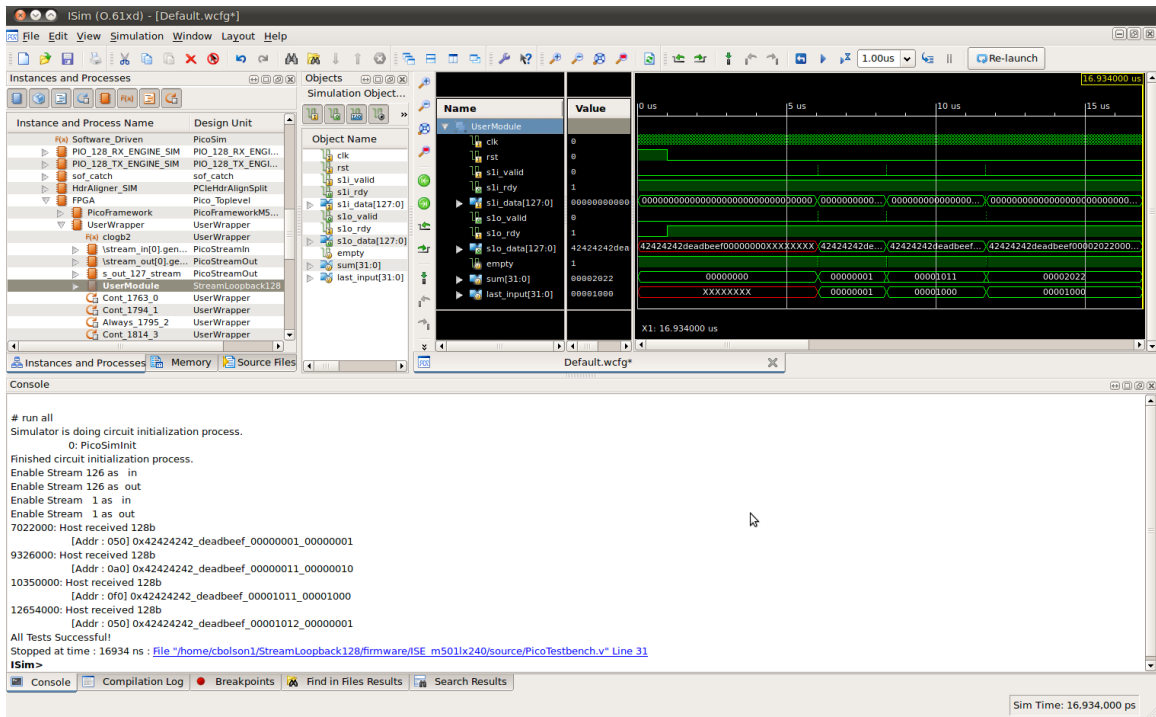 ISim (O.61xd) - [Default.wcfg*]
File Edit View Simulation Window Layout Help
1.00us
Re-launch
Instances and Processes
Instance and Process Name Design Unit
Software_Driven PicoSim
PIO_128_RX_ENGINE_SIM PIO_128_RX_ENGI...
PIO_128_TX_ENGINE_SIM PIO_128_TX_ENGI...
sof_catch sof_catch
HdrAligner_SIM PCIeHdrAlignSplit
FPGA Pico_Toplevel
PicoFramework PicoFrameworkM5...
UserWrapper UserWrapper
F(x) clogb2 UserWrapper
\stream_in[0].gen... PicoStreamIn
\stream_out[0].ge... PicoStreamOut
s_out_127_stream PicoStreamOut
UserModule StreamLoopback128
Cont_1763_0 UserWrapper
Cont_1794_1 UserWrapper
Always_1795_2 UserWrapper
Cont_1814_3 UserWrapper
Instances and Processes Memory Source Files
Objects
Simulation Object...
»
Object Name
clk
rst
s1i_valid
s1i_rdy
s1i_data[127:0]
s1o_valid
s1o_rdy
s1o_data[127:0]
empty
sum[31:0]
last_input[31:0]
Name Value
UserModule
clk 0
rst 0
s1i_valid 0
s1i_rdy 1
s1i_data[127:0] 00000000000
s1o_valid 0
s1o_rdy 1
s1o_data[127:0] 42424242dea
empty 1
sum[31:0] 00002022
last_input[31:0] 00001000
16.934000 us
0 us 5 us 10 us 15 us
00000000000000000000000000000000 0000000000... 00000000000000... 00000000000000000000000000...
42424242deadbeef00000000XXXXXXXX 42424242de... 42424242deadbeef... 42424242deadbeef00002022000...
00000000 00000001 00001011 00002022
XXXXXXXX 00000001 00001000 00001000
X1: 16.934000 us
Default.wcfg*
Console
# run all
Simulator is doing circuit initialization process.
0: PicoSimInit
Finished circuit initialization process.
Enable Stream 126 as in
Enable Stream 126 as out
Enable Stream 1 as in
Enable Stream 1 as out
7022000: Host received 128b
[Addr : 050] 0x42424242_deadbeef_00000001_00000001
9326000: Host received 128b
[Addr : 0a0] 0x42424242_deadbeef_00000011_00000010
10350000: Host received 128b
[Addr : 0f0] 0x42424242_deadbeef_00001011_00001000
12654000: Host received 128b
[Addr : 050] 0x42424242_deadbeef_00001012_00000001
All Tests Successful!
Stopped at time : 16934 ns : File "/home/cbolson1/StreamLoopback128/firmware/ISE_m501lx240/source/PicoTestbench.v" Line 31
ISim>
Console Compilation Log Breakpoints Find in Files Results Search Results
Sim Time: 16,934,000 ps